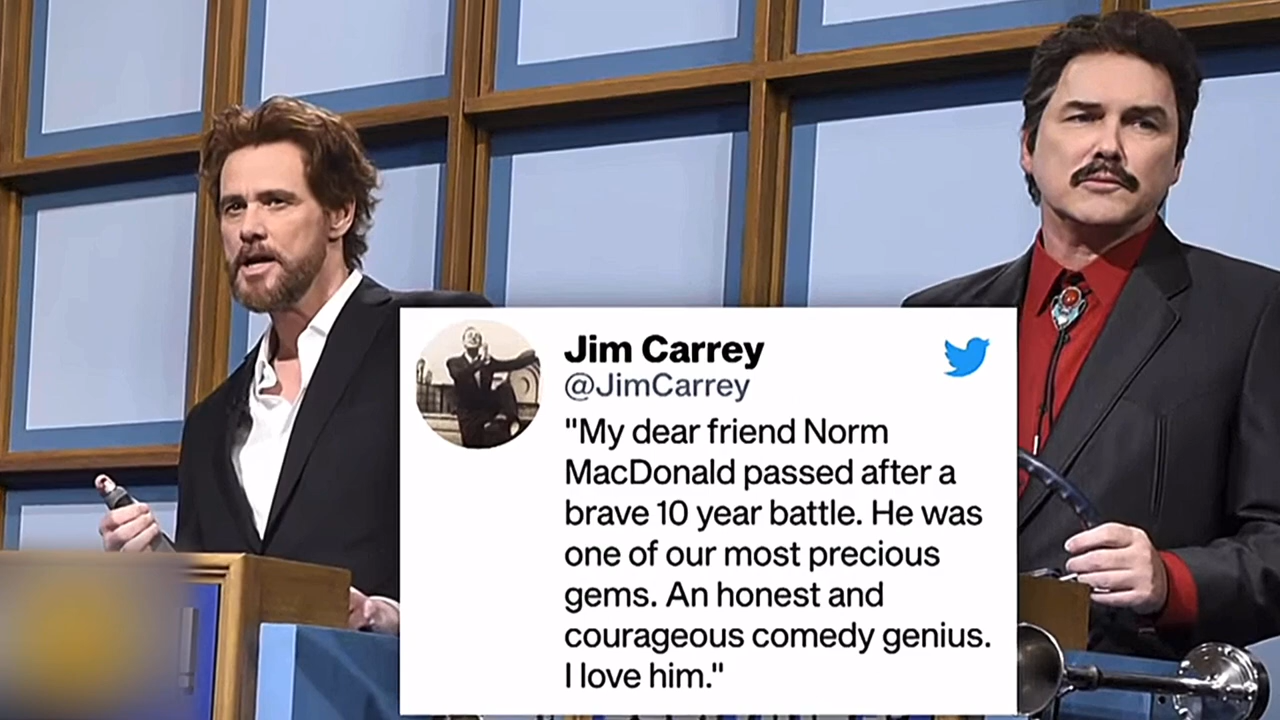 Jim Carrey
@JimCarrey
"My dear friend Norm
MacDonald passed after a
brave 10 year battle. He was
one of our most precious
gems. An honest and
courageous comedy genius.
I love him."